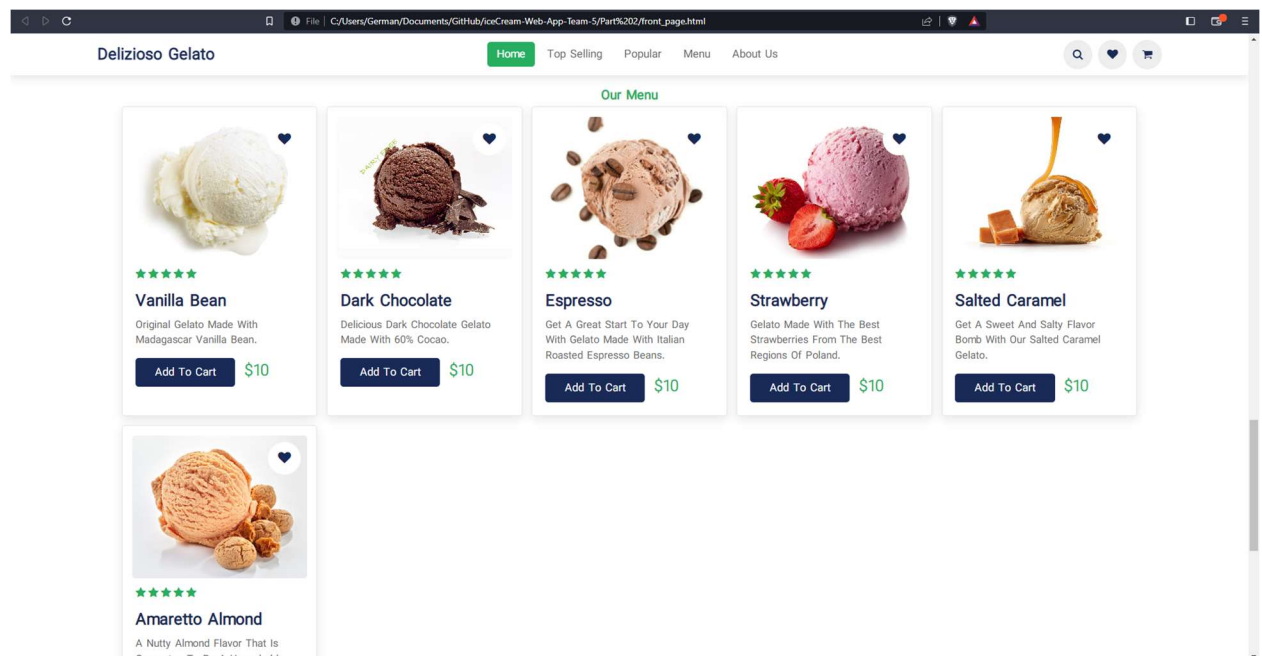 File | C:/Users/German/Documents/GitHub/iceCream-Web-App-Team-5/Part%202/front_page.html
Delizioso Gelato
Home
Top Selling
Popular
Menu
About Us
Our Menu
Vanilla Bean
Original Gelato Made With
Madagascar Vanilla Bean.
Add To Cart
$10
Dark Chocolate
Delicious Dark Chocolate Gelato
Made With 60% Cocao.
Add To Cart
$10
Espresso
Get A Great Start To Your Day
With Gelato Made With Italian
Roasted Espresso Beans.
Add To Cart
$10
Strawberry
Gelato Made With The Best
Strawberries From The Best
Regions Of Poland.
Add To Cart
$10
Salted Caramel
Get A Sweet And Salty Flavor
Bomb With Our Salted Caramel
Gelato.
Add To Cart
$10
Amaretto Almond
A Nutty Almond Flavor That Is